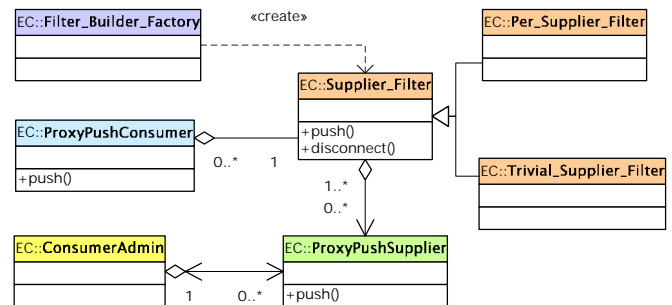 «create»
EC::Filter_Builder_Factory
EC::Per_Supplier_Filter
EC::Supplier_Filter
+push()
+disconnect()
EC::ProxyPushConsumer
+push()
0..*
1
EC::Trivial_Supplier_Filter
1..*
0..*
EC::ConsumerAdmin
1
0..*
EC::ProxyPushSupplier
+push()